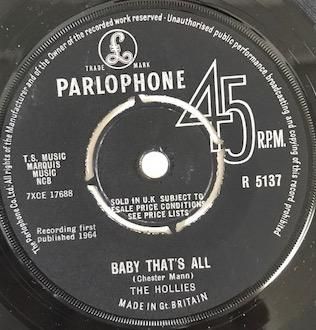 The Parlophone Co. Ltd. All rights of the Manufacturer and of the Owner of the recorded work reserved · Unauthorised public performance, broadcasting and copying of this record prohibited
£
TRADE MARK
PARLOPHONE
45
R.P.M.
T.S. MUSIC
MARQUIS
MUSIC
NCB
7XCE 17688
R 5137
SOLD IN U.K SUBJECT TO
RESALE PRICE CONDITIONS
SEE PRICE LISTS
Recording first
published 1964
BABY THAT'S ALL
(Chester Mann)
THE HOLLIES
MADE IN Gt. BRITAIN